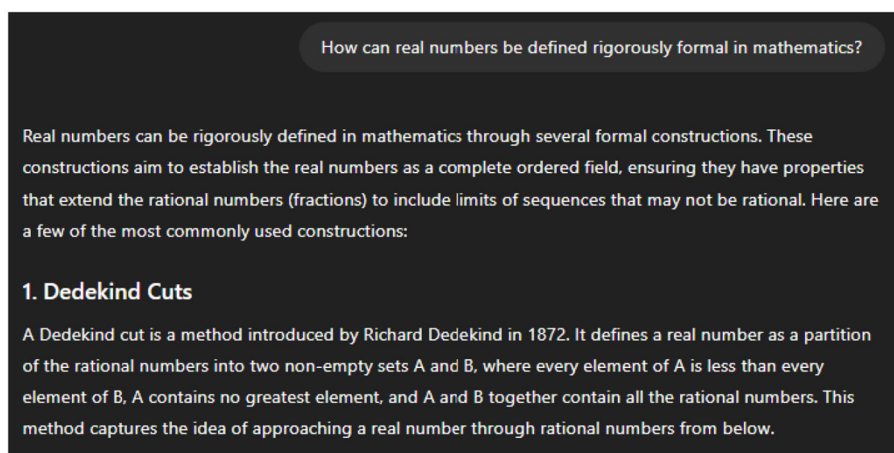 How can real numbers be defined rigorously formal in mathematics?
Real numbers can be rigorously defined in mathematics through several formal constructions. These
constructions aim to establish the real numbers as a complete ordered field, ensuring they have properties
that extend the rational numbers (fractions) to include limits of sequences that may not be rational. Here are
a few of the most commonly used constructions:
1. Dedekind Cuts
A Dedekind cut is a method introduced by Richard Dedekind in 1872. It defines a real number as a partition
of the rational numbers into two non-empty sets A and B, where every element of A is less than every
element of B, A contains no greatest element, and A and B together contain all the rational numbers. This
method captures the idea of approaching a real number through rational numbers from below.